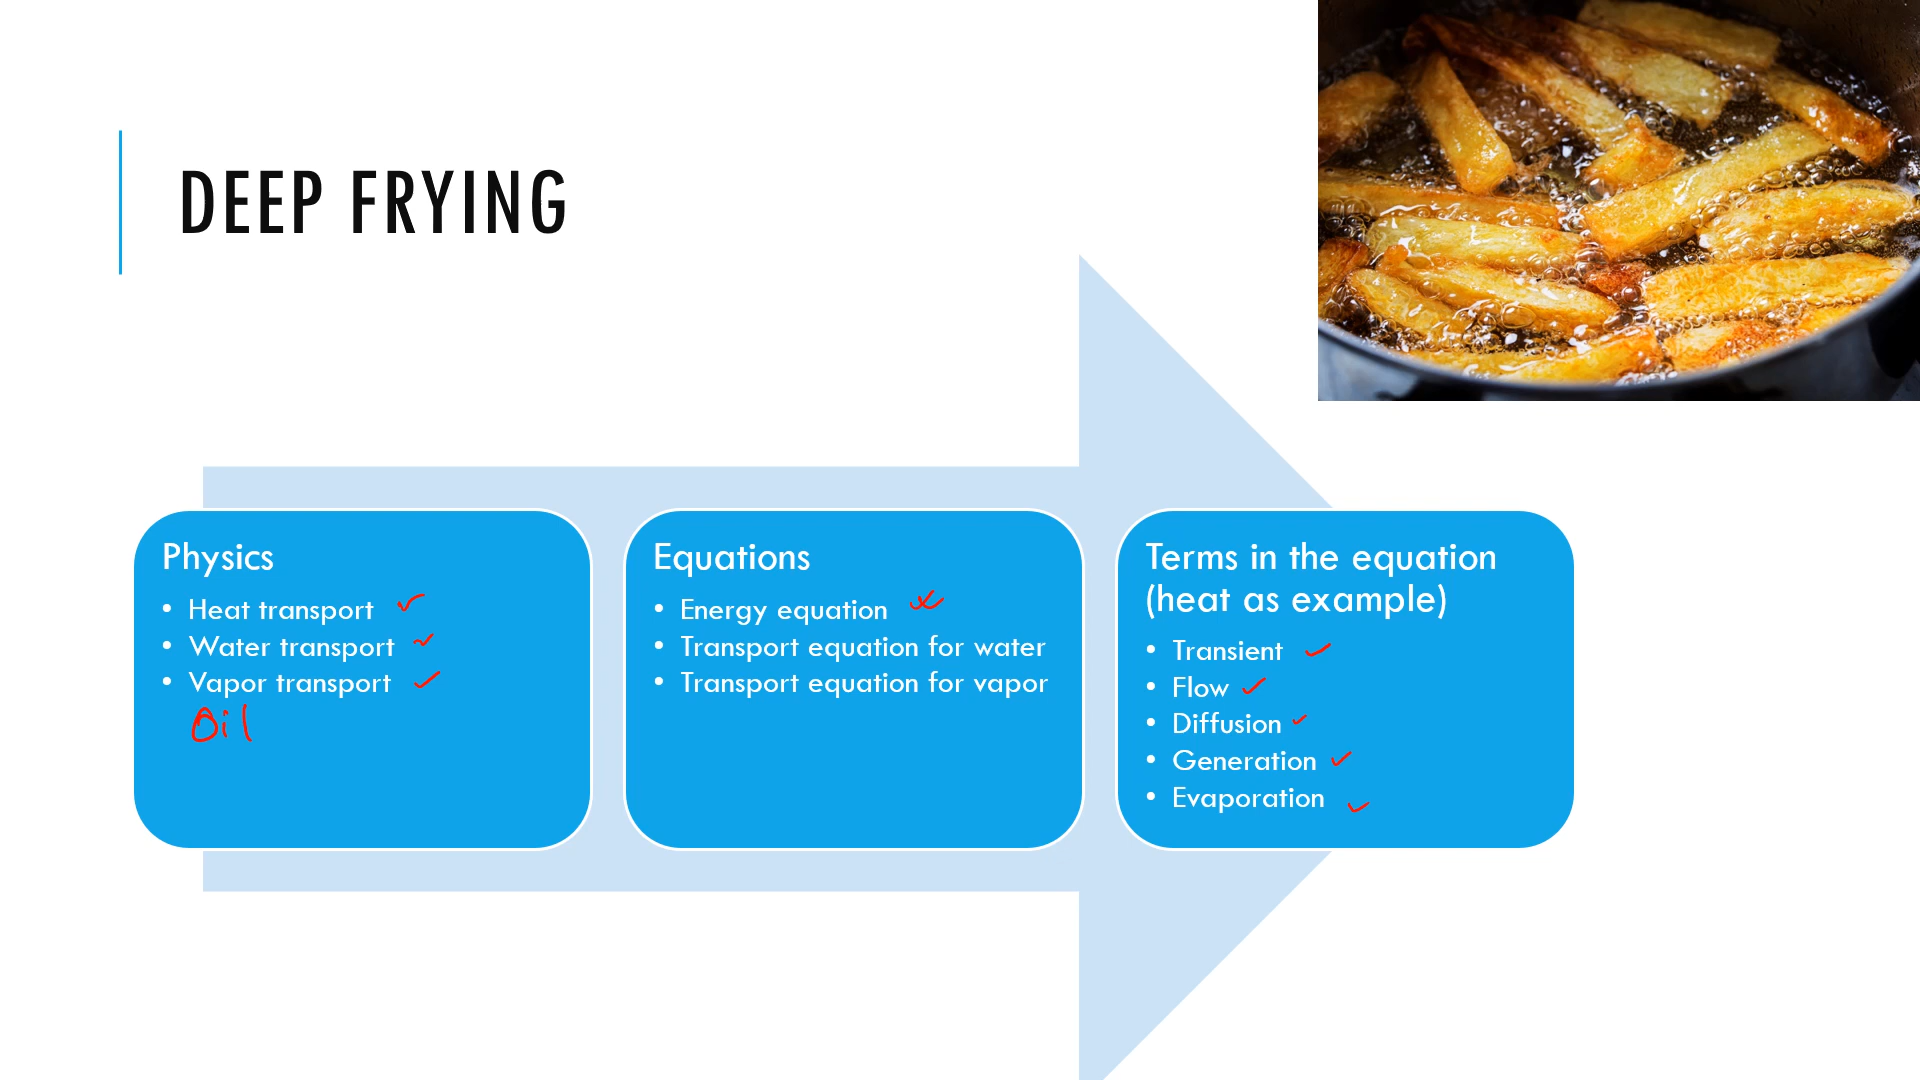 DEEP FRYING
Physics
• Heat transport
• Water transport
• Vapor transport
Oil
Equations
• Energy equation
• Transport equation for water
• Transport equation for vapor
Terms in the equation
(heat as example)
• Transient
• Flow
• Diffusion
• Generation
• Evaporation